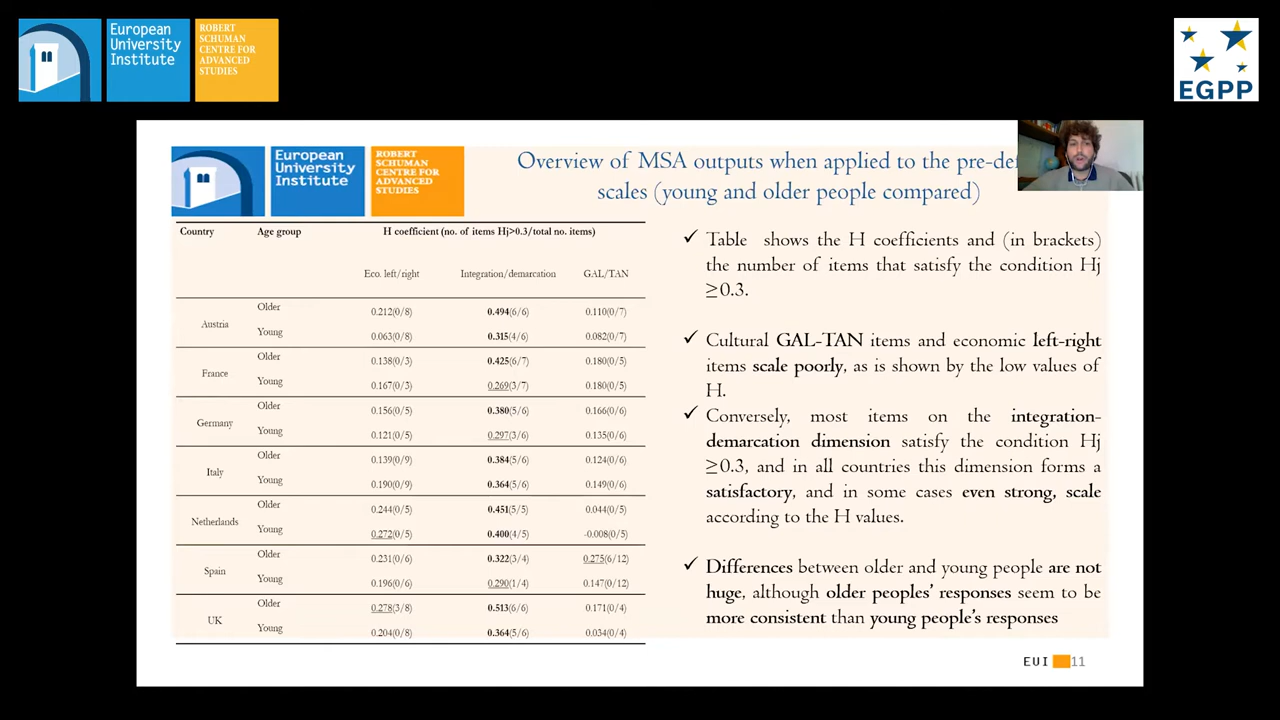 European
University
Institute
ROBERT
SCHUMAN
CENTRE FOR
ADVANCED
STUDIES
EGPP
European
University
Institute
ROBERT
SCHUMAN
CENTRE FOR
ADVANCED
STUDIES
Overview of MSA outputs when applied to the
scales (young and older people compared)
Country Age group H coefficient (no. of items Hj>0.3/total no. items)
Eco. left/right Integration/demarcation GAL/TAN
Austria
Older 0.212(0/8) 0.494(6/6) 0.110(0/7)
Young 0.063(0/8) 0.315(4/6) 0.082(0/7)
France
Older 0.138(0/3) 0.425(6/7) 0.180(0/5)
Young 0.167(0/3) 0.269(3/7) 0.180(0/5)
Germany
Older 0.156(0/5) 0.380(5/6) 0.166(0/6)
Young 0.121(0/5) 0.297(3/6) 0.135(0/6)
Italy
Older 0.139(0/9) 0.384(5/6) 0.124(0/6)
Young 0.190(0/9) 0.364(5/6) 0.149(0/6)
Netherlands
Older 0.244(0/5) 0.451(5/5) 0.044(0/5)
Young 0.272(0/5) 0.400(4/5) -0.008(0/5)
Spain
Older 0.231(0/6) 0.322(3/4) 0.275(6/12)
Young 0.196(0/6) 0.290(1/4) 0.147(0/12)
UK
Older 0.278(3/8) 0.513(6/6) 0.171(0/4)
Young 0.204(0/8) 0.364(5/6) 0.034(0/4)
✓ Table shows the H coefficients and (in brackets)
the number of items that satisfy the condition Hj
≥0.3.
✓ Cultural GAL-TAN items and economic left-right
items scale poorly, as is shown by the low values of
H.
✓ Conversely, most items on the integration-
demarcation dimension satisfy the condition Hj
≥0.3, and in all countries this dimension forms a
satisfactory, and in some cases even strong, scale
according to the H values.
✓ Differences between older and young people are not
huge, although older peoples' responses seem to be
more consistent than young people's responses
EUI 11